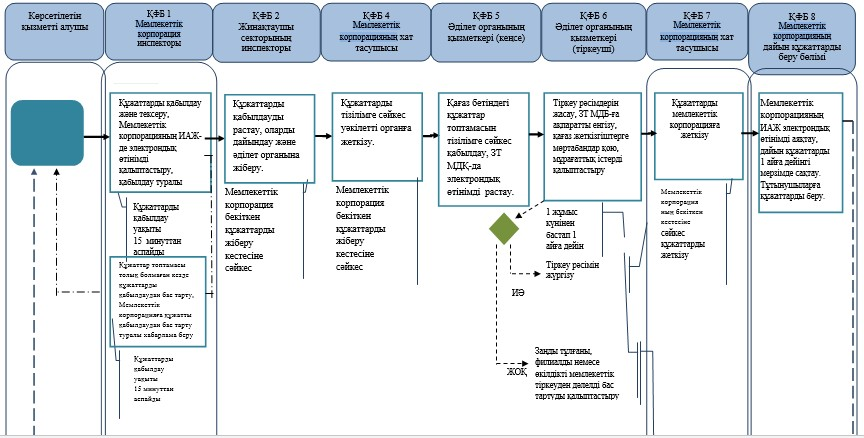 Көрсетілетін
қызметті алушу
ҚФБ 1
Мемлекеттік
корпорация
инспекторы
ҚФБ 2
Жинақтаушы
секторының
инспекторы
ҚФБ 4
Мемлекеттік
корпорацияның хат
тасушысы
ҚФБ 5
Әділет органының
қызметкері (кеңсе)
ҚФБ 6
Әділет органының
қызметкері
(тіркеуші)
ҚФБ 7
Мемлекеттік
корпорацияның хат
тасушысы
ҚФБ 8
Мемлекеттік
корпорацияның
дайын құжаттарды
беру бөлімі
Құжаттарды қабылдау
және тексеру,
Мемлекеттік
корпорацияның ИАЖ-
де электрондық
өтінімді
қалыптастыру,
қабылдау туралы
Құжаттарды
қабылдау
уақыты
15 минуттан
аспайды
Құжаттар топтамасы
толық болмаған кезде
құжаттарды
қабылдаудан бас тарту,
Мемлекеттік
корпорацияға құжатты
қабылдаудан бас тарту
туралы хабарлама беру
Құжаттарды
қабылдау
уақыты
15 минуттан
аспайды
Құжаттарды
қабылдауды
растау, оларды
дайындау және
әділет органына
жіберу.
Мемлекеттік
корпорация
бекіткен
құжаттарды
жіберу
кестесіне
сәйкес
Құжаттарды
тізілімге сәйкес
уәкілетті органға
жеткізу.
Мемлекеттік
корпорация
бекіткен
құжаттарды
жіберу
кестесіне
сәйкес
Қағаз бетіндегі
құжаттар
топтамасын
тізілімге сәйкес
қабылдау, ЗТ
МДҚ-да
электрондық
өтінімді растау.
Тіркеу рәсімдерін
жасау, ЗТ МДБ-ға
ақпаратты енгізу,
қағаз жеткізгіштерге
мөртабандар қою,
мұрағаттық істерді
қалыптастыру
1 жұмыс
күнінен
бастап 1
айға дейін
Тіркеу рәсімін
жүргізу
ИӘ
Заңды тұлғаны,
филиалды немесе
өкілдікті мемлекеттік
тіркеуден дәлелді бас
тартуды қалыптастыру
ЖОҚ
Құжаттарды
мемлекеттік
корпорацияға
жеткізу
Мемлекеттік
корпорация
ның бекіткен
кестесіне
сәйкес
құжаттарды
жеткізу
Мемлекеттік
корпорацияның
ИАЖ электрондық
өтінімді аяқтау,
дайын құжаттарды
1 айға дейінгі
мерзімде сақтау.
Тұтынушыларға
құжаттарды беру.